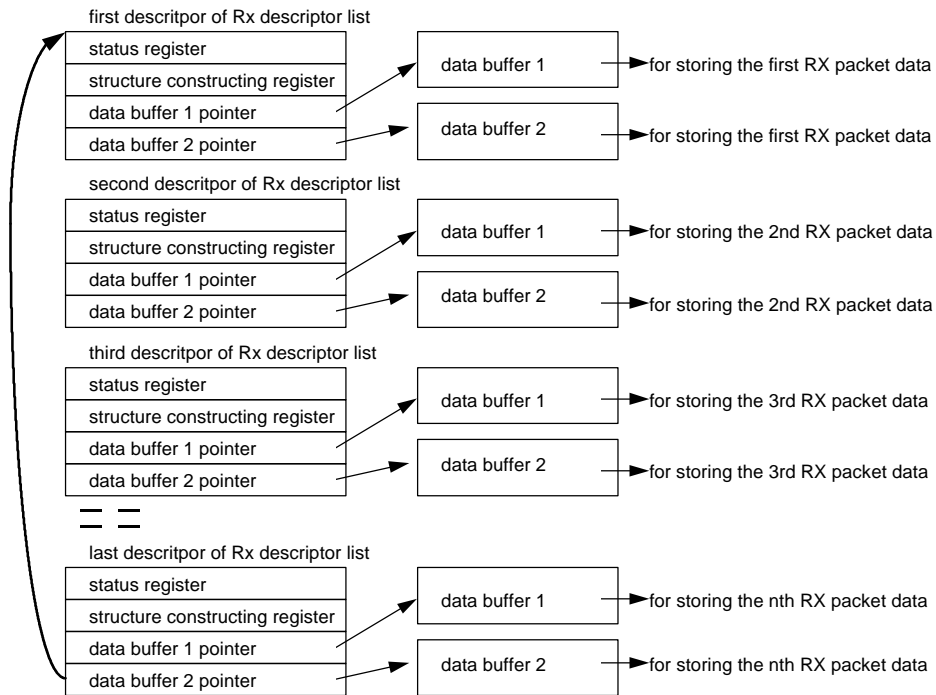 first descritpor of Rx descriptor list
status register
structure constructing register
data buffer 1 pointer
data buffer 2 pointer
data buffer 1
for storing the first RX packet data
data buffer 2
for storing the first RX packet data
second descritpor of Rx descriptor list
status register
structure constructing register
data buffer 1 pointer
data buffer 2 pointer
data buffer 1
for storing the 2nd RX packet data
data buffer 2
for storing the 2nd RX packet data
third descritpor of Rx descriptor list
status register
structure constructing register
data buffer 1 pointer
data buffer 2 pointer
data buffer 1
for storing the 3rd RX packet data
data buffer 2
for storing the 3rd RX packet data
last descritpor of Rx descriptor list
status register
structure constructing register
data buffer 1 pointer
data buffer 2 pointer
data buffer 1
for storing the nth RX packet data
data buffer 2
for storing the nth RX packet data